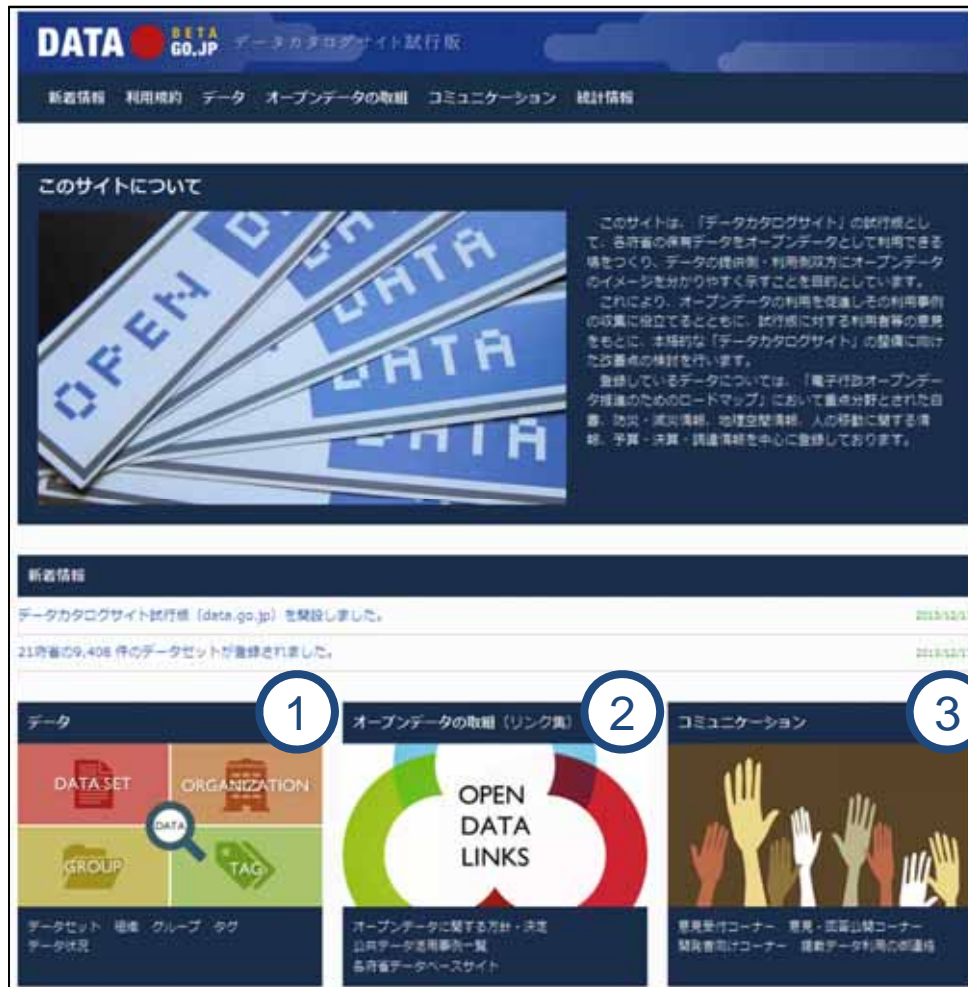 DATA BETA GO.JP データカタログサイト試行版
新着情報 利用規約 データ オープンデータの取組 コミュニケーション 統計情報
このサイトについて
OPEN DATA
DATA
DATA
DATA
このサイトは、「データカタログサイト」の試行版とし
て、各府省の保有データをオープンデータとして利用できる
場をつくり、データの提供側・利用側双方にオープンデータ
のイメージを分かりやすく示すことを目的としています。
これにより、オープンデータの利用を促進しその利用事例
の収集に役立てるとともに、試行版に対する利用者等の意見
をもとに、本格的な「データカタログサイト」の整備に向け
た改善点の検討を行います。
登録しているデータについては、「電子行政オープンデー
タ推進のためのロードマップ」において重点分野とされた白
書、防災・減災情報、地理空間情報、人の移動に関する情
報、予算・決算・調達情報を中心に登録しております。
新着情報
データカタログサイト試行版（data.go.jp）を開設しました。
21府省の9,408 件のデータセットが登録されました。
データ 1
DATA SET ORGANIZATION
DATA
GROUP TAG
データセット 組織 グループ タグ
データ状況
オープンデータの取組（リンク集） 2
OPEN
DATA
LINKS
オープンデータに関する方針・決定
公共データ活用事例一覧
各府省データベースサイト
コミュニケーション 3
意見受付コーナー 意見・回答公開コーナー
開発者向けコーナー 掲載データ利用の御連絡